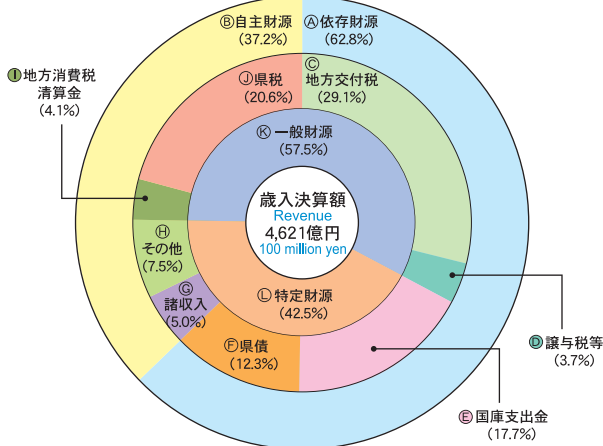 Ⓑ自主財源
(37.2%)
Ⓐ依存財源
(62.8%)
Ⓘ地方消費税
清算金
(4.1%)
Ⓙ県税
(20.6%)
Ⓒ
地方交付税
(29.1%)
Ⓚ一般財源
(57.5%)
歳入決算額
Revenue
4,621億円
100 million yen
Ⓗ
その他
(7.5%)
Ⓖ
諸収入
(5.0%)
Ⓛ特定財源
(42.5%)
Ⓕ県債
(12.3%)
Ⓓ譲与税等
(3.7%)
Ⓔ国庫支出金
(17.7%)